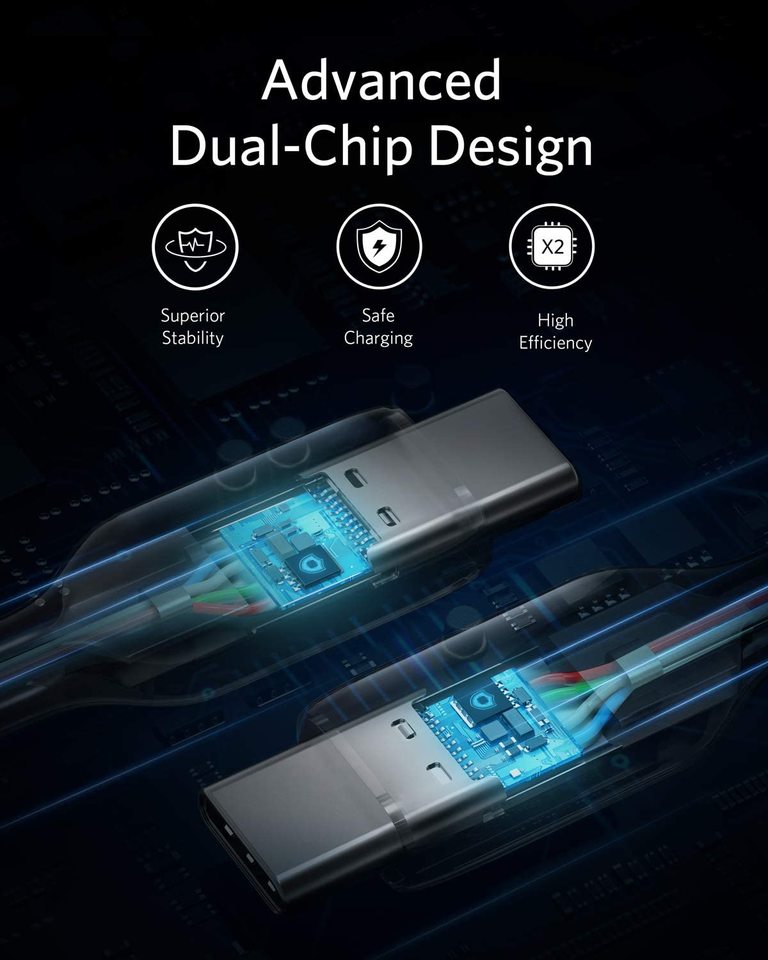 Advanced
Dual-Chip Design
X2
Superior
Stability
Safe
Charging
High
Efficiency